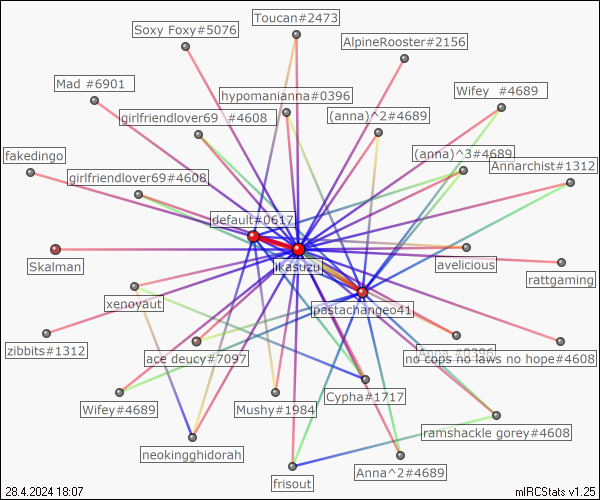 Toucan#2473
Soxy Foxy#5076
AlpineRooster#2156
Mad #6901
hypomanianna#0396
Wifey #4689
girlfriendlover69 #4608
(anna)^2#4689
fakedingo
(anna)^3#4689
Annarchist#1312
girlfriendlover69#4608
default#0617
Skalman
ikasuzu
avelicious
rattgaming
xenoyaut
pastachangeo41
zibbits#1312
ace deucy#7097
Anna #0396
no cops no laws no hope#4608
Wifey#4689
Mushy#1984
Cypha#1717
neokingghidorah
ramshackle gorey#4608
frisout
Anna^2#4689
28.4.2024 18:07
mIRCStats v1.25